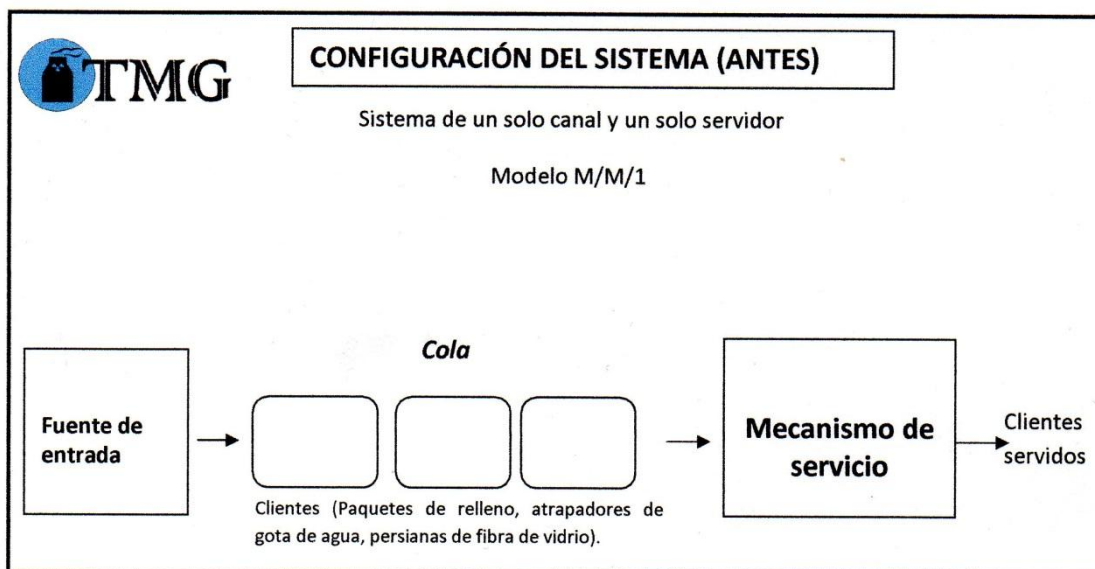 TMG
CONFIGURACIÓN DEL SISTEMA (ANTES)
Sistema de un solo canal y un solo servidor
Modelo M/M/1
Cola
Fuente de
entrada
Mecanismo de
servicio
Clientes
servidos
Clientes (Paquetes de relleno, atrapadores de
gota de agua, persianas de fibra de vidrio).